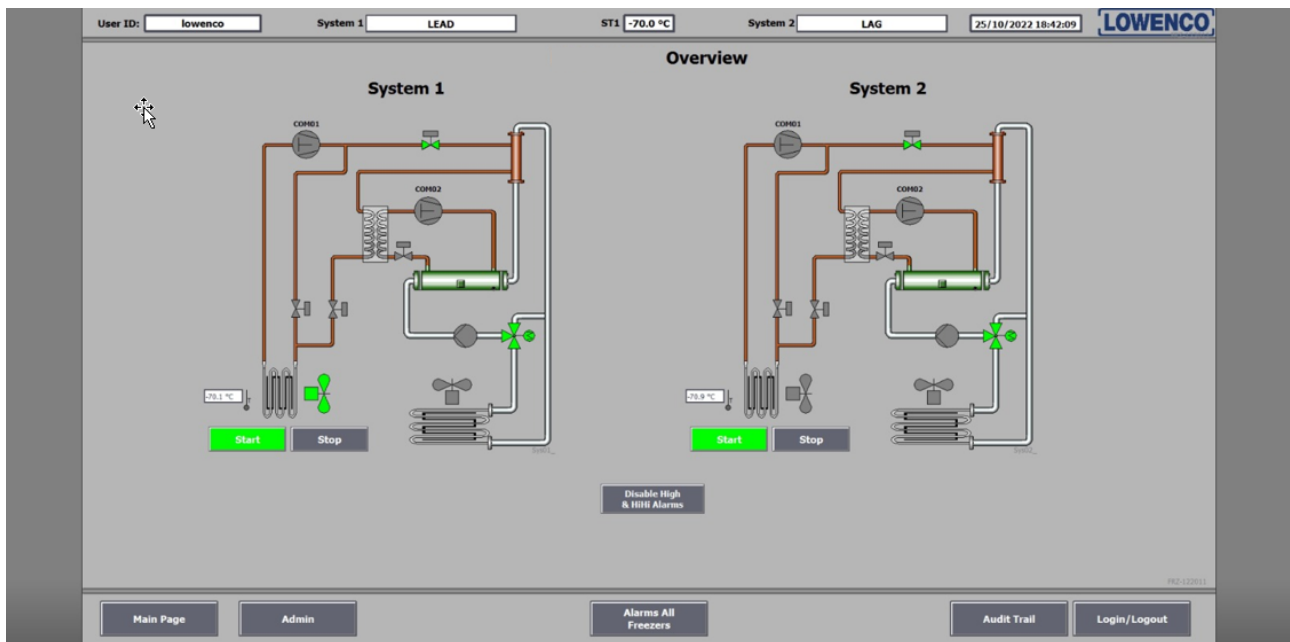 User ID: lowenco System 1 LEAD ST1 -70.0 °C System 2 LAG 25/10/2022 18:42:09 LOWENCO
Overview
System 1 System 2
COM01 COM01
COM02 COM02
-70.1 °C T -70.9 °C T
Start Stop Start Stop
Disable High
& HiHi Alarms
Main Page Admin Alarms All
Freezers Audit Trail Login/Logout